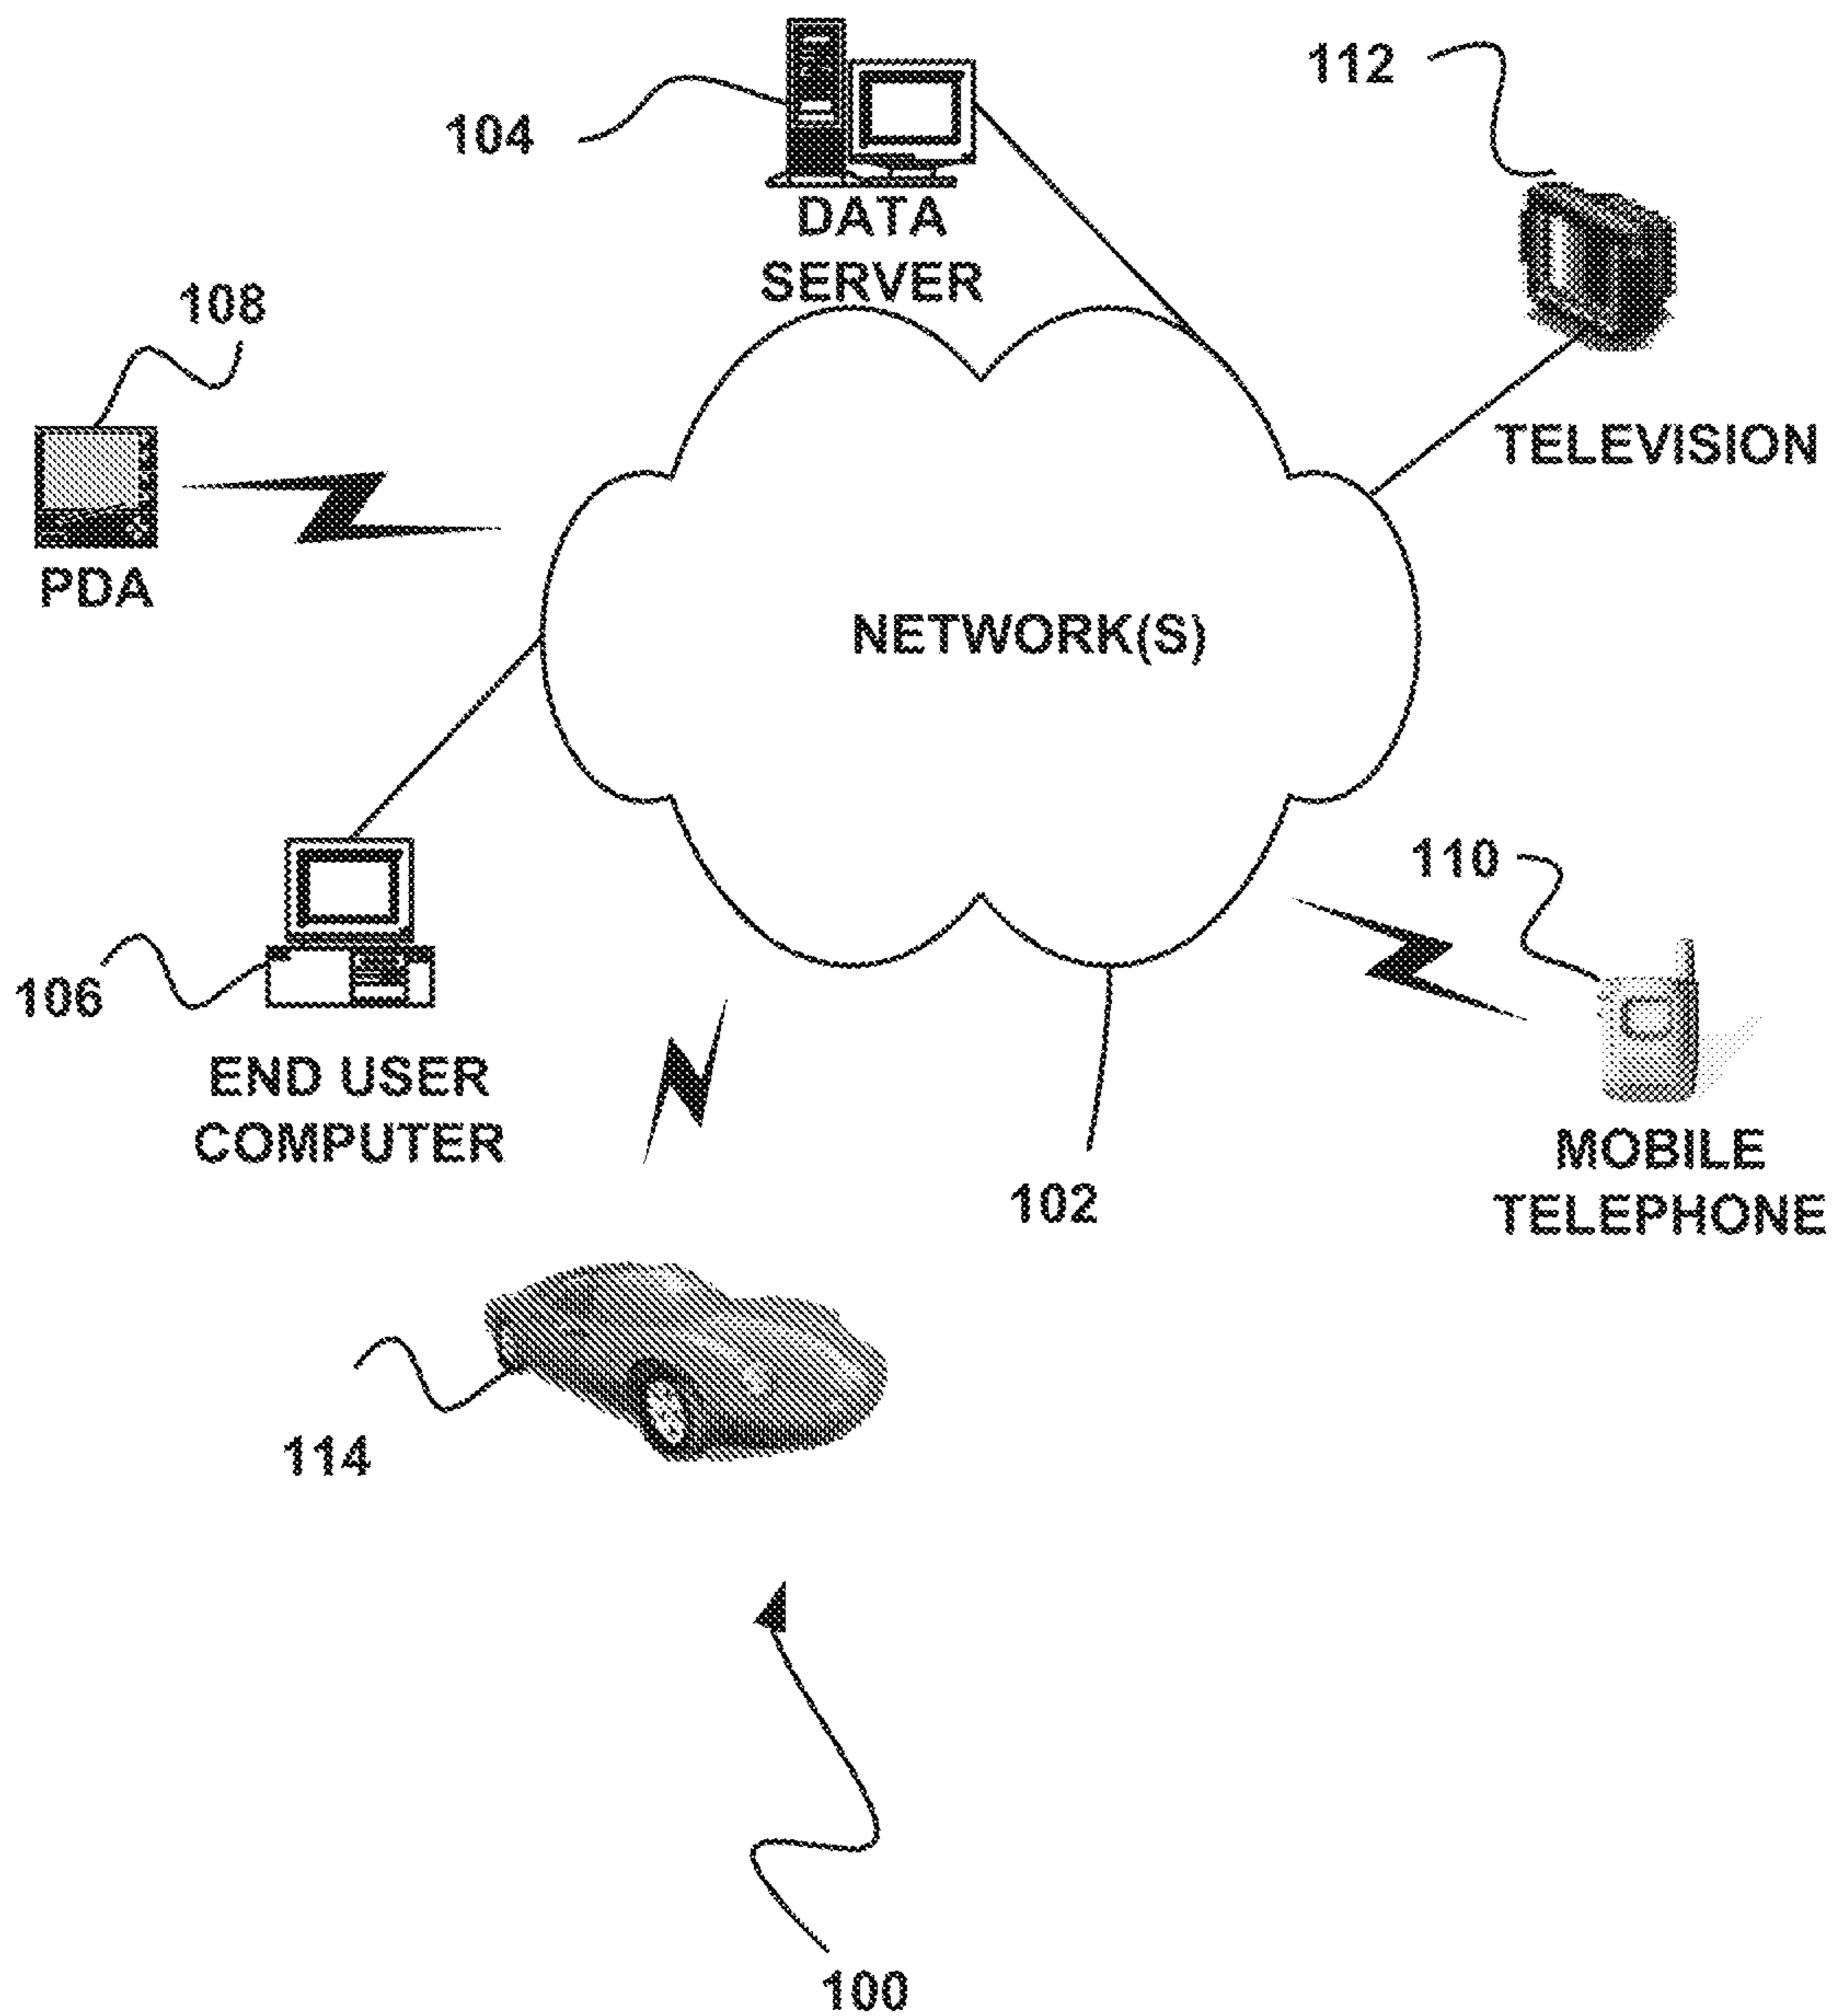 112
104
DATA
SERVER
108
TELEVISION
PDA
NETWORK(S)
110
106
END USER
COMPUTER
MOBILE
TELEPHONE
102
114
100